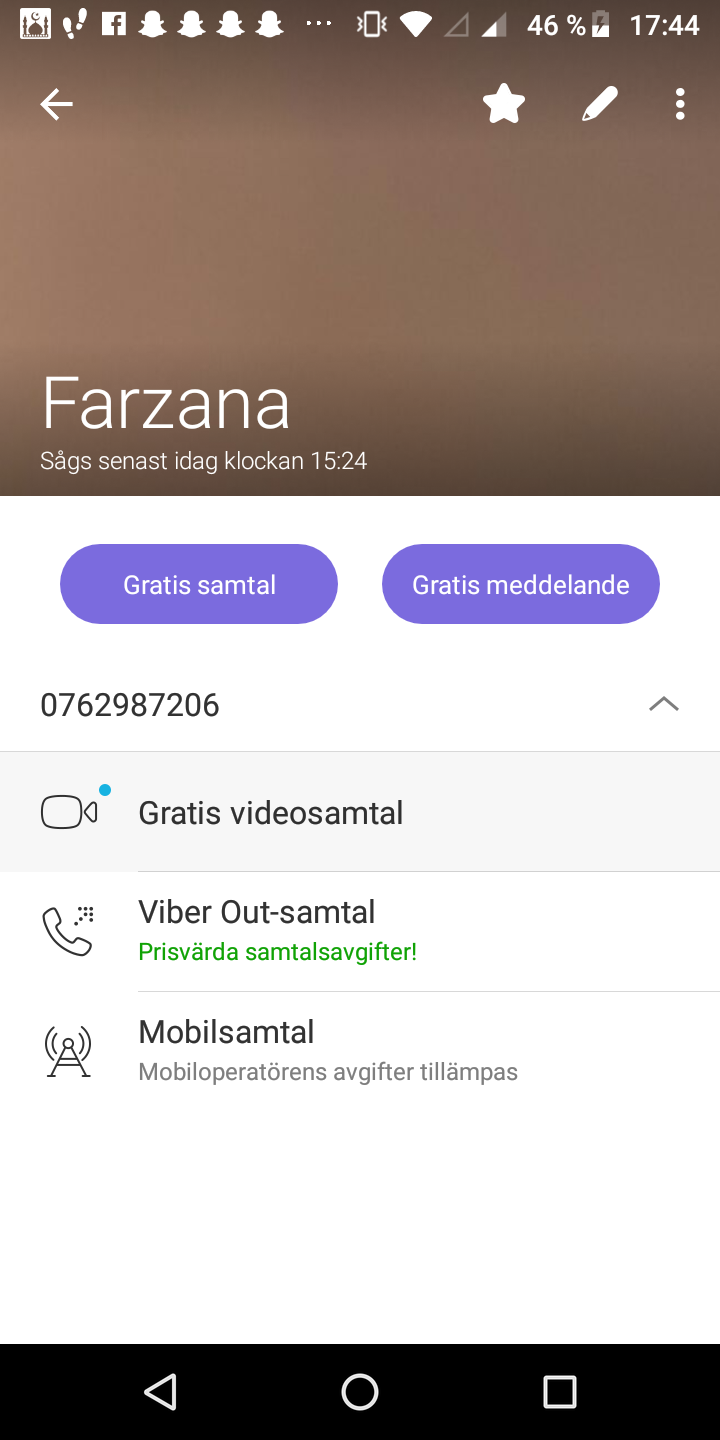 46 % 17:44
Farzana
Sågs senast idag klockan 15:24
Gratis samtal Gratis meddelande
0762987206
Gratis videosamtal
Viber Out-samtal
Prisvärda samtalsavgifter!
Mobilsamtal
Mobiloperatörens avgifter tillämpas